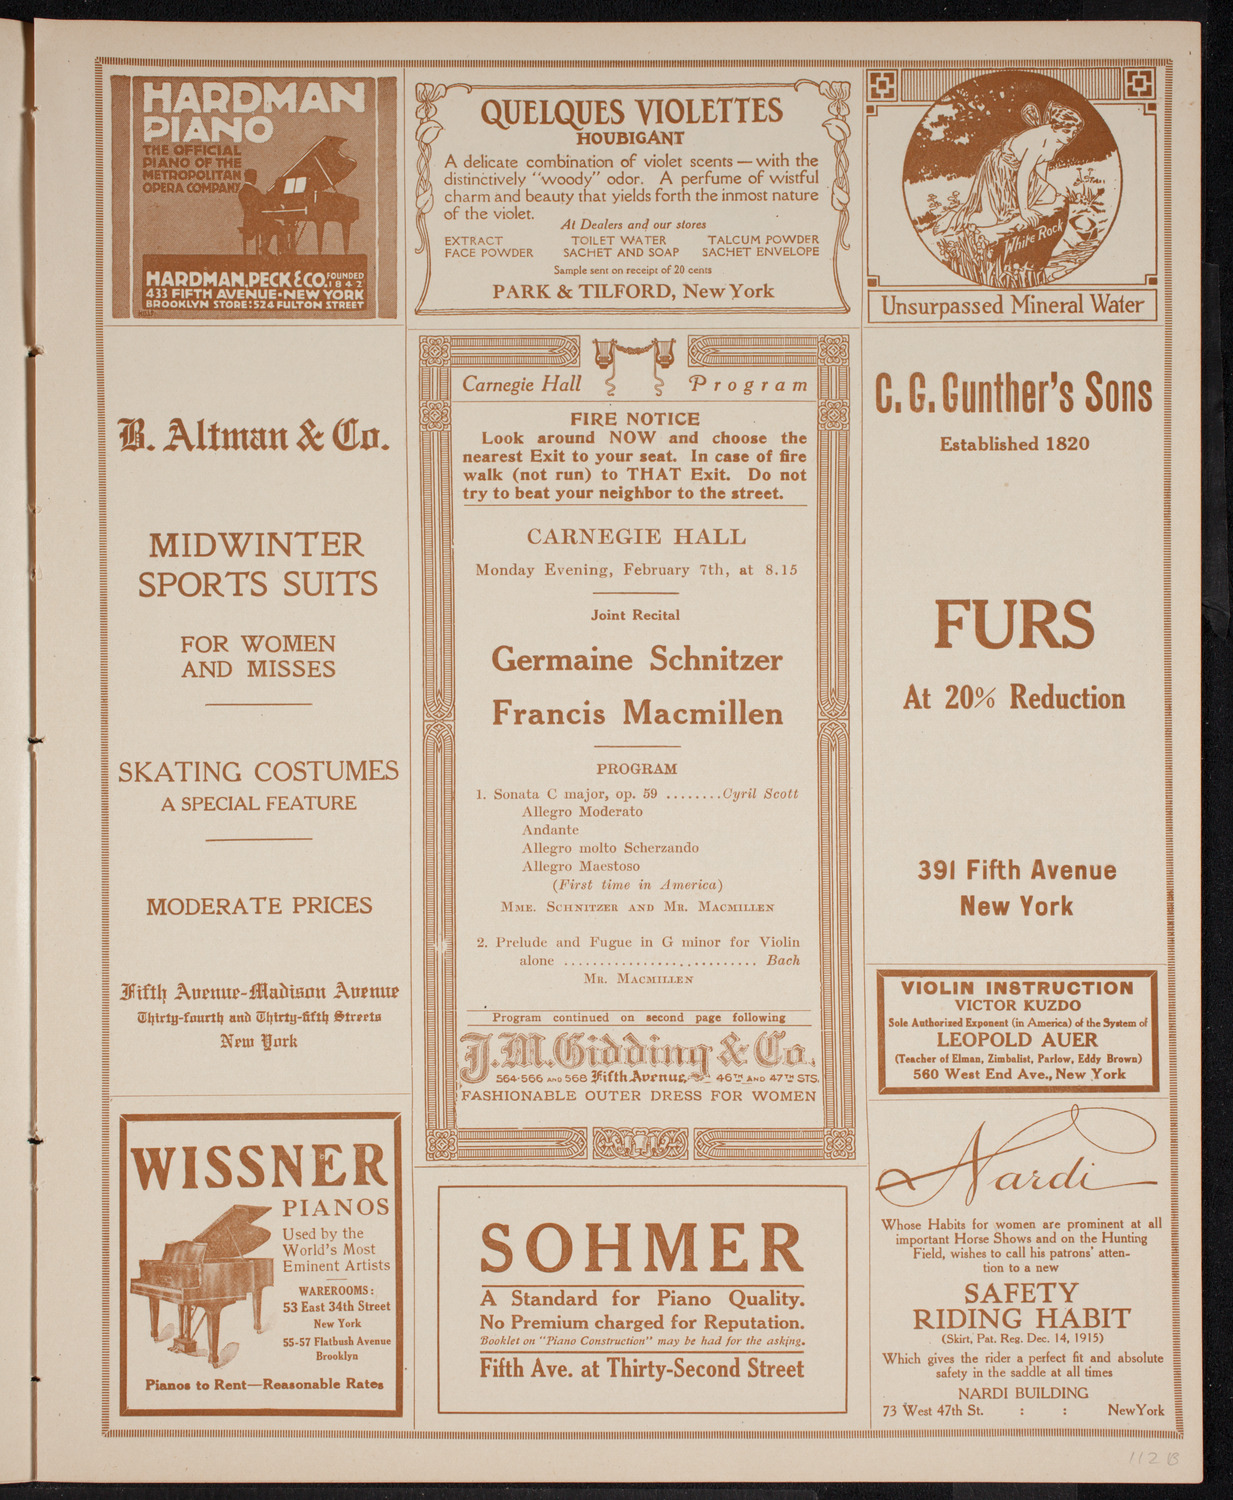 HARDMAN
PIANO
THE OFFICIAL
PIANO OF THE
METROPOLITAN
OPERA COMPANY
HARDMAN, PECK & CO. FOUNDED 1842
433 FIFTH AVENUE·NEW YORK
BROOKLYN STORE:524 FULTON STREET
B. Altman & Co.
MIDWINTER
SPORTS SUITS
FOR WOMEN
AND MISSES
SKATING COSTUMES
A SPECIAL FEATURE
MODERATE PRICES
Fifth Avenue-Madison Avenue
Thirty-fourth and Thirty-fifth Streets
New York
WISSNER
PIANOS
Used by the
World's Most
Eminent Artists
WAREROOMS:
53 East 34th Street
New York
55-57 Flatbush Avenue
Brooklyn
Pianos to Rent—Reasonable Rates
QUELQUES VIOLETTES
HOUBIGANT
A delicate combination of violet scents — with the
distinctively "woody" odor. A perfume of wistful
charm and beauty that yields forth the inmost nature
of the violet.
At Dealers and our stores
EXTRACT TOILET WATER TALCUM POWDER
FACE POWDER SACHET AND SOAP SACHET ENVELOPE
Sample sent on receipt of 20 cents
PARK & TILFORD, New York
Carnegie Hall Program
FIRE NOTICE
Look around NOW and choose the
nearest Exit to your seat. In case of fire
walk (not run) to THAT Exit. Do not
try to beat your neighbor to the street.
CARNEGIE HALL
Monday Evening, February 7th, at 8.15
Joint Recital
Germaine Schnitzer
Francis Macmillen
PROGRAM
1. Sonata C major, op. 59 ........Cyril Scott
Allegro Moderato
Andante
Allegro molto Scherzando
Allegro Maestoso
(First time in America)
MME. SCHNITZER AND MR. MACMILLEN
2. Prelude and Fugue in G minor for Violin
alone ........................... Bach
MR. MACMILLEN
Program continued on second page following
J. M. Gidding & Co.
564-566 AND 568 Fifth Avenue, 46TH AND 47TH STS.
FASHIONABLE OUTER DRESS FOR WOMEN
SOHMER
A Standard for Piano Quality.
No Premium charged for Reputation.
Booklet on "Piano Construction" may be had for the asking.
Fifth Ave. at Thirty-Second Street
White Rock
Unsurpassed Mineral Water
C. G. Gunther's Sons
Established 1820
FURS
At 20% Reduction
391 Fifth Avenue
New York
VIOLIN INSTRUCTION
VICTOR KUZDO
Sole Authorized Exponent (in America) of the System of
LEOPOLD AUER
(Teacher of Elman, Zimbalist, Parlow, Eddy Brown)
560 West End Ave., New York
Nardi
Whose Habits for women are prominent at all
important Horse Shows and on the Hunting
Field, wishes to call his patrons' atten-
tion to a new
SAFETY
RIDING HABIT
(Skirt, Pat. Reg. Dec. 14, 1915)
Which gives the rider a perfect fit and absolute
safety in the saddle at all times
NARDI BUILDING
73 West 47th St. : : New York
112 B